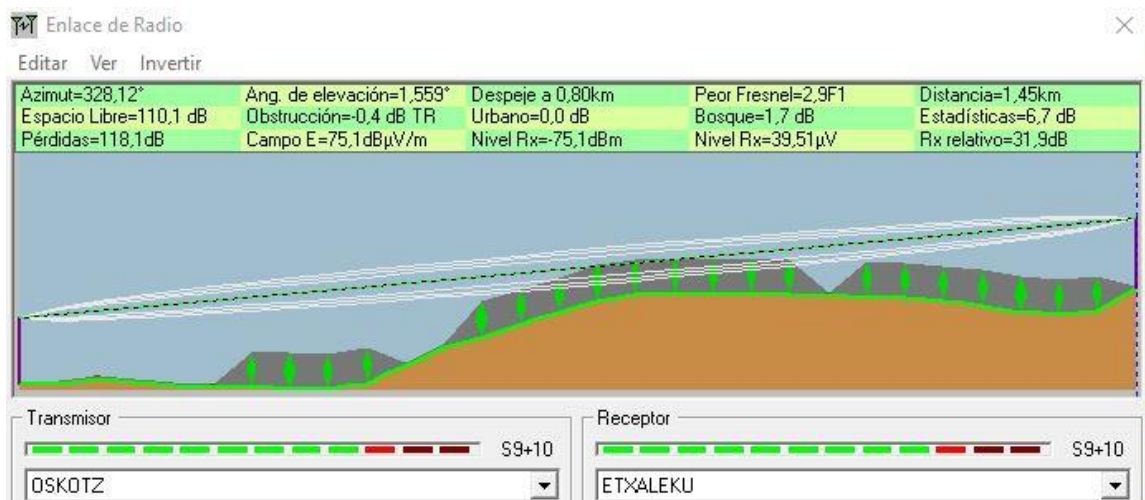 Enlace de Radio
Editar Ver Invertir
Azimut=328,12° Ang. de elevación=1,559° Despeje a 0,80km Peor Fresnel=2,9F1 Distancia=1,45km
Espacio Libre=110,1 dB Obstrucción=-0,4 dB TR Urbano=0,0 dB Bosque=1,7 dB Estadísticas=6,7 dB
Pérdidas=118,1dB Campo E=75,1dBµV/m Nivel Rx=-75,1dBm Nivel Rx=39,51µV Rx relativo=31,9dB
Transmisor Receptor
S9+10 S9+10
OSKOTZ ETXALEKU